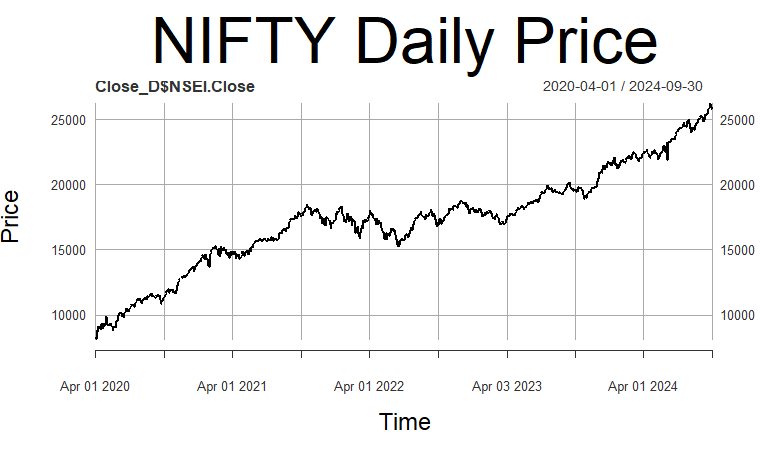 NIFTY Daily Price
Close_D$NSEI.Close 2020-04-01 / 2024-09-30
25000 25000
20000 20000
15000 15000
10000 10000
Price
Apr 01 2020 Apr 01 2021 Apr 01 2022 Apr 03 2023 Apr 01 2024
Time